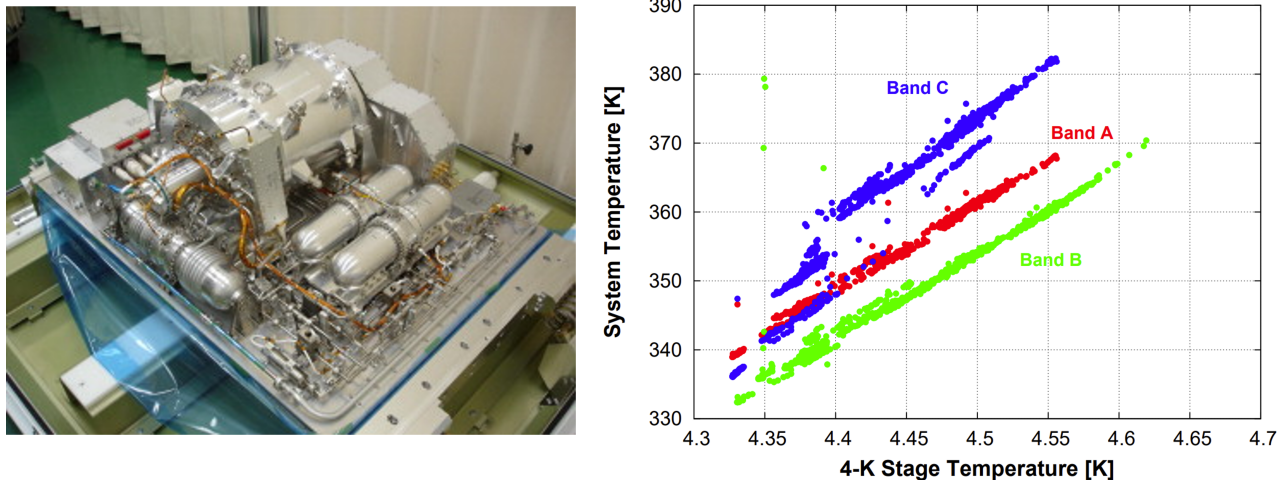 390
380
370
360
350
340
330
System Temperature [K]
Band C
Band A
Band B
4.3 4.35 4.4 4.45 4.5 4.55 4.6 4.65 4.7
4-K Stage Temperature [K]